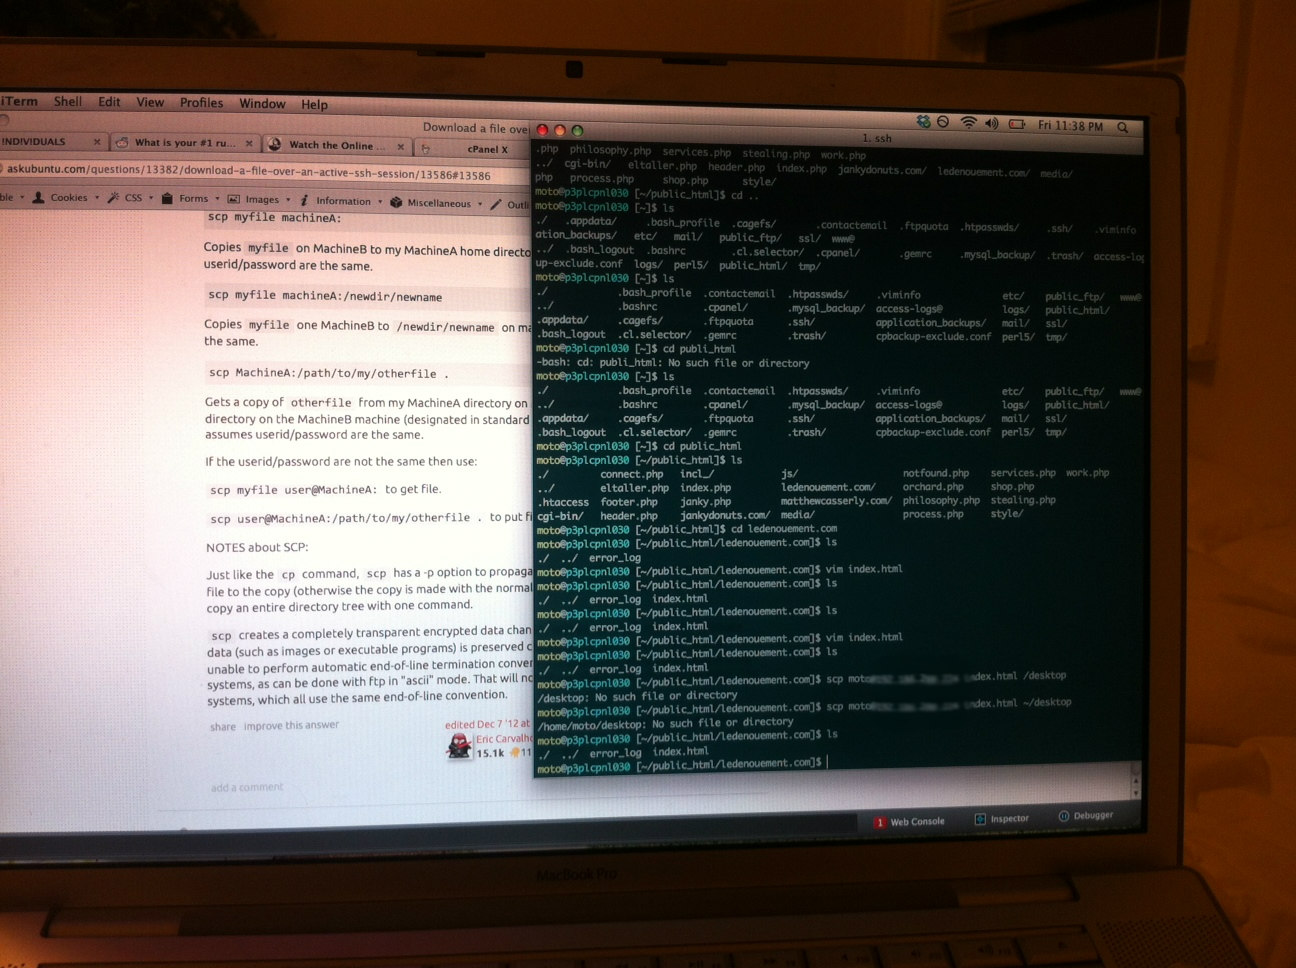 iTerm Shell Edit View Profiles Window Help
Fri 11:38 PM
Download a file ove
INDIVIDUALS
What is your #1 ru...
Watch the Online ...
cPanel X
askubuntu.com/questions/13382/download-a-file-over-an-active-ssh-session/13586#13586
ble Cookies CSS Forms Images Information Miscellaneous Outli
scp myfile machineA:
Copies myfile on MachineB to my MachineA home directo
userid/password are the same.
scp myfile machineA:/newdir/newname
Copies myfile one MachineB to /newdir/newname on ma
the same.
scp MachineA:/path/to/my/otherfile .
Gets a copy of otherfile from my MachineA directory on
directory on the MachineB machine (designated in standard
assumes userid/password are the same.
If the userid/password are not the same then use:
scp myfile user@MachineA: to get file.
scp user@MachineA:/path/to/my/otherfile . to put fi
NOTES about SCP:
Just like the cp command, scp has a -p option to propaga
file to the copy (otherwise the copy is made with the normal
copy an entire directory tree with one command.
scp creates a completely transparent encrypted data chan
data (such as images or executable programs) is preserved c
unable to perform automatic end-of-line termination conver
systems, as can be done with ftp in "ascii" mode. That will no
systems, which all use the same end-of-line convention.
share improve this answer
edited Dec 7 '12 at
Eric Carvalho
15.1k 11
add a comment
1. ssh
.php philosophy.php services.php stealing.php work.php
../ cgi-bin/ eltaller.php header.php index.php jankydonuts.com/ ledenouement.com/ media/
php process.php shop.php style/
moto@p3plcpnl030 [~/public_html]$ cd ..
moto@p3plcpnl030 [~]$ ls
./ .appdata/ .bash_profile .cagefs/ .contactemail .ftpquota .htpasswds/ .ssh/ .viminfo
ation_backups/ etc/ mail/ public_ftp/ ssl/ www@
../ .bash_logout .bashrc .cl.selector/ .cpanel/ .gemrc .mysql_backup/ .trash/ access-log
up-exclude.conf logs/ perl5/ public_html/ tmp/
moto@p3plcpnl030 [~]$ ls
./ .bash_profile .contactemail .htpasswds/ .viminfo etc/ public_ftp/ www@
../ .bashrc .cpanel/ .mysql_backup/ access-logs@ logs/ public_html/
.appdata/ .cagefs/ .ftpquota .ssh/ application_backups/ mail/ ssl/
.bash_logout .cl.selector/ .gemrc .trash/ cpbackup-exclude.conf perl5/ tmp/
moto@p3plcpnl030 [~]$ cd publi_html
-bash: cd: publi_html: No such file or directory
moto@p3plcpnl030 [~]$ ls
./ .bash_profile .contactemail .htpasswds/ .viminfo etc/ public_ftp/ www@
../ .bashrc .cpanel/ .mysql_backup/ access-logs@ logs/ public_html/
.appdata/ .cagefs/ .ftpquota .ssh/ application_backups/ mail/ ssl/
.bash_logout .cl.selector/ .gemrc .trash/ cpbackup-exclude.conf perl5/ tmp/
moto@p3plcpnl030 [~]$ cd public_html
moto@p3plcpnl030 [~/public_html]$ ls
./ connect.php incl_/ js/ notfound.php services.php work.php
../ eltaller.php index.php ledenouement.com/ orchard.php shop.php
.htaccess footer.php janky.php matthewcasserly.com/ philosophy.php stealing.php
cgi-bin/ header.php jankydonuts.com/ media/ process.php style/
moto@p3plcpnl030 [~/public_html]$ cd ledenouement.com
moto@p3plcpnl030 [~/public_html/ledenouement.com]$ ls
./ ../ error_log
moto@p3plcpnl030 [~/public_html/ledenouement.com]$ vim index.html
moto@p3plcpnl030 [~/public_html/ledenouement.com]$ ls
./ ../ error_log index.html
moto@p3plcpnl030 [~/public_html/ledenouement.com]$ ls
./ ../ error_log index.html
moto@p3plcpnl030 [~/public_html/ledenouement.com]$ vim index.html
moto@p3plcpnl030 [~/public_html/ledenouement.com]$ ls
./ ../ error_log index.html
moto@p3plcpnl030 [~/public_html/ledenouement.com]$ scp moto@ index.html /desktop
/desktop: No such file or directory
moto@p3plcpnl030 [~/public_html/ledenouement.com]$ scp moto@ index.html ~/desktop
/home/moto/desktop: No such file or directory
moto@p3plcpnl030 [~/public_html/ledenouement.com]$ ls
./ ../ error_log index.html
moto@p3plcpnl030 [~/public_html/ledenouement.com]$
1 Web Console Inspector Debugger
MacBook Pro